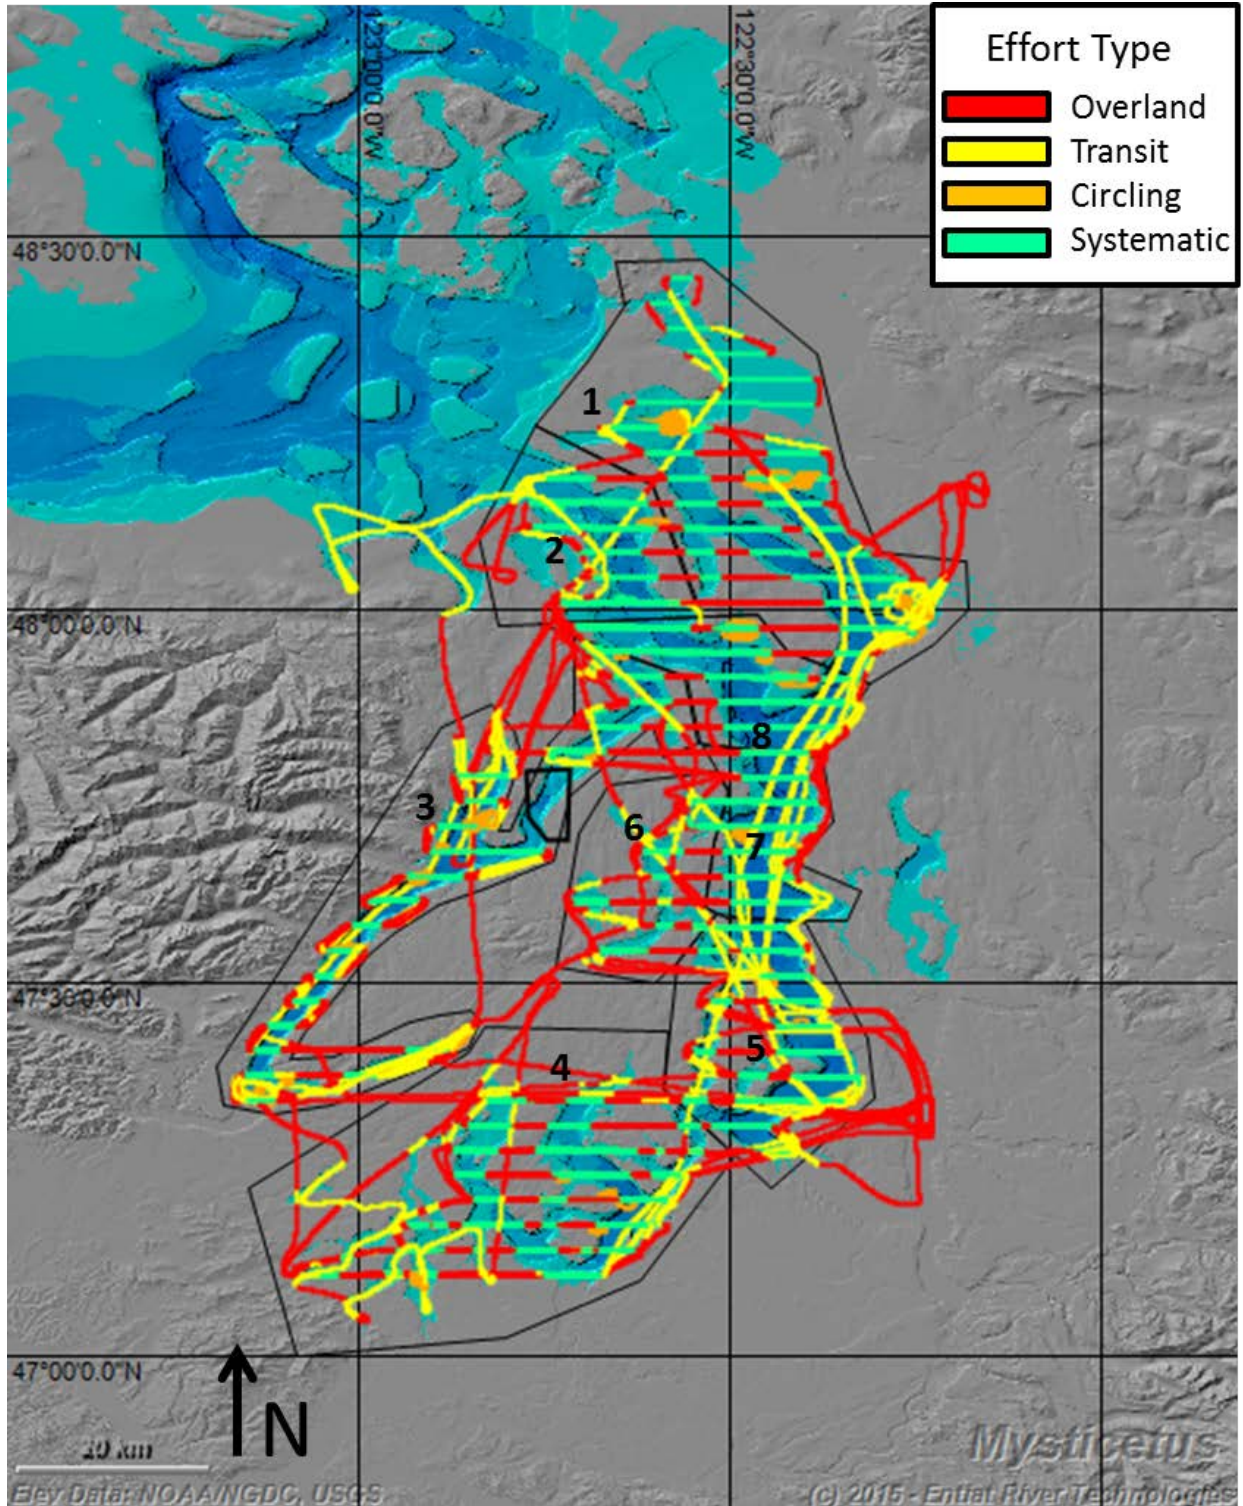 Effort Type
Overland
Transit
Circling
Systematic
123°0'0.0"W
122°30'0.0"W
48°30'0.0"N
1
2
48°00'0.0"N
8
3
6
7
47°30'0.0"N
5
4
47°00'0.0"N
N
20 km
Mysticetus
Elev Data: NOAA/NGDC, USGS
(c) 2015 - Entiat River Technologies